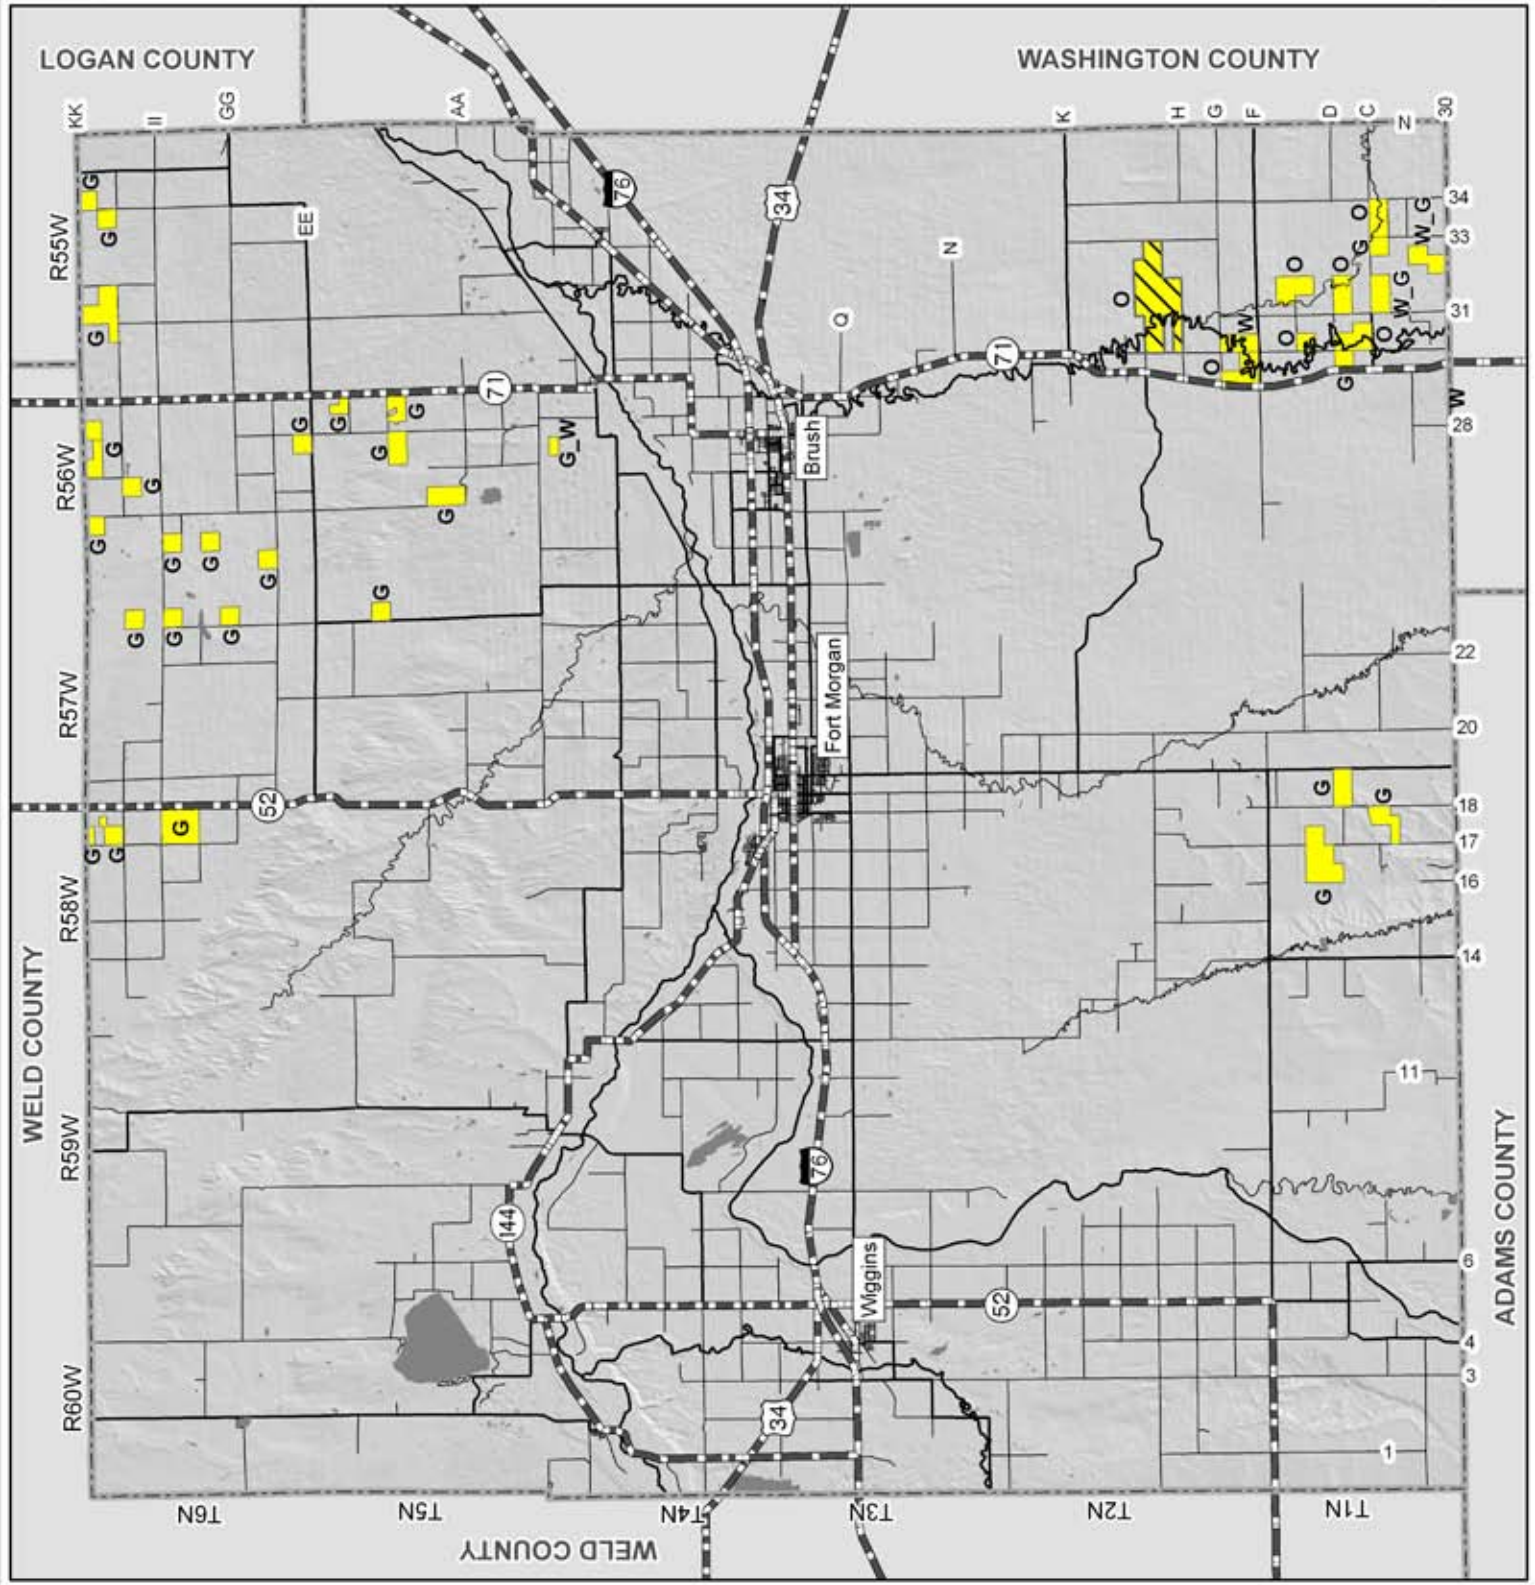 LOGAN COUNTY
WASHINGTON COUNTY
KK
II
GG
AA
K
H
G
F
D
C
Z
30
R55W
G
G
G
EE
76
34
N
Q
O
O
O
O
G
W_G
W_G
O
O
O
W
G
W
34
33
31
28
71
71
R56W
G
G
G
G
G
G
G
G
G_W
G
G
G
G
G
G
G
G
Brush
R57W
Fort Morgan
22
20
52
G
G
G
G
G
G
18
17
16
14
R58W
WELD COUNTY
R59W
144
76
11
Wiggins
52
6
4
3
1
ADAMS COUNTY
R60W
34
T6N
T5N
T4N
T3N
T2N
T1N
WELD COUNTY